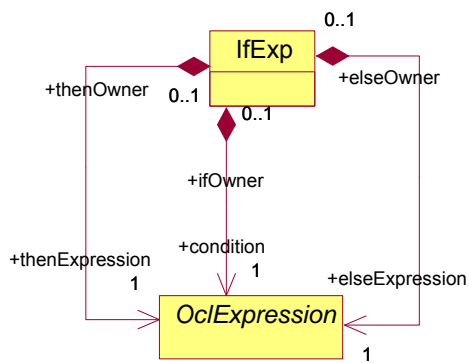 0..1
IfExp
+thenOwner
+elseOwner
0..1
0..1
+ifOwner
+condition
+thenExpression
1
1
+elseExpression
OclExpression
1